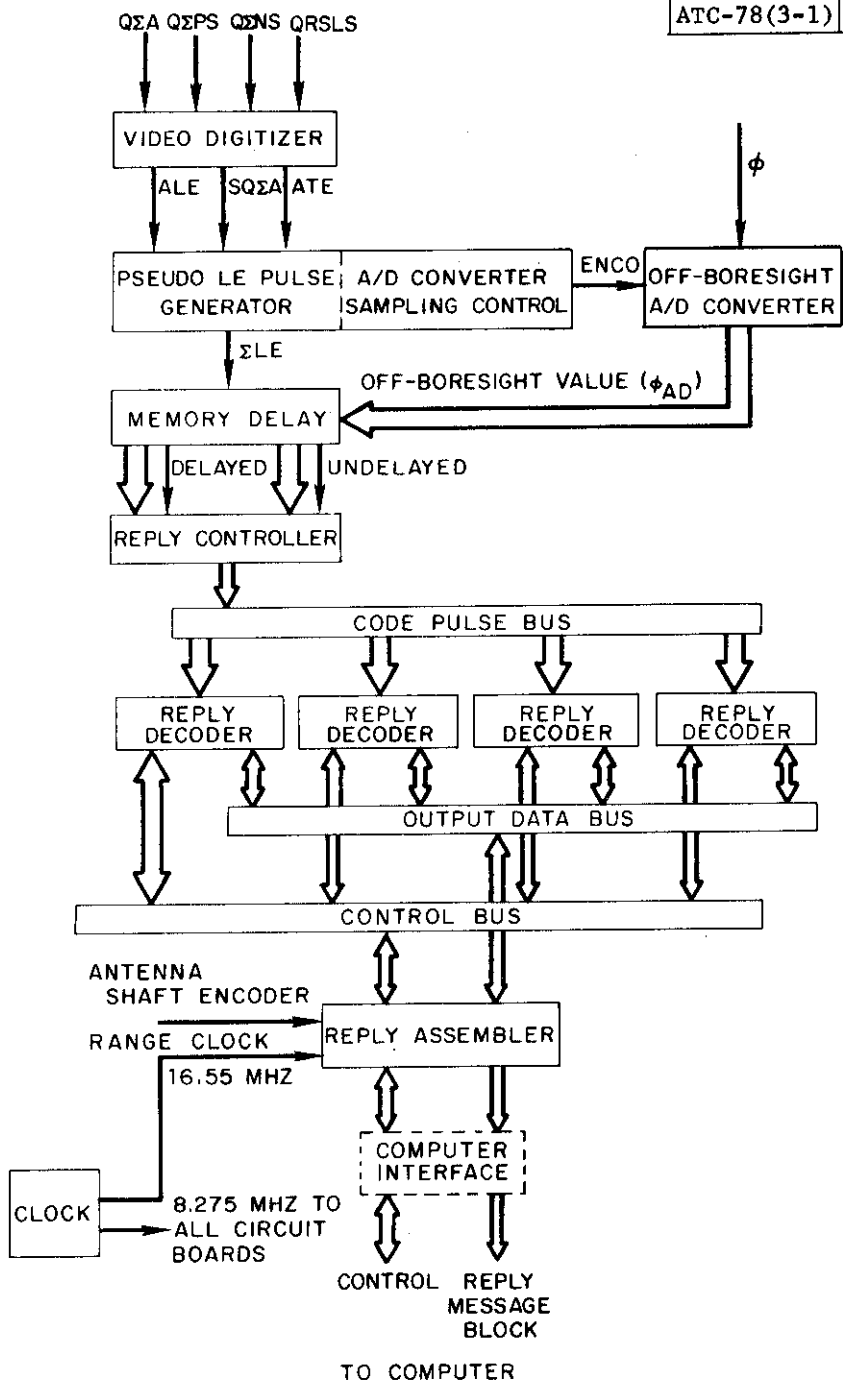 ATC-78(3-1)
QΣA QΣPS QΣNS QRSLS
VIDEO DIGITIZER
ALE SQΣA ATE
ϕ
PSEUDO LE PULSE
GENERATOR
A/D CONVERTER
SAMPLING CONTROL
ENCO
OFF-BORESIGHT
A/D CONVERTER
ΣLE
OFF-BORESIGHT VALUE (ϕAD)
MEMORY DELAY
DELAYED
UNDELAYED
REPLY CONTROLLER
CODE PULSE BUS
REPLY
DECODER
REPLY
DECODER
REPLY
DECODER
REPLY
DECODER
OUTPUT DATA BUS
CONTROL BUS
ANTENNA
SHAFT ENCODER
RANGE CLOCK
16.55 MHZ
REPLY ASSEMBLER
COMPUTER
INTERFACE
CLOCK
8.275 MHZ TO
ALL CIRCUIT
BOARDS
CONTROL
REPLY
MESSAGE
BLOCK
TO COMPUTER